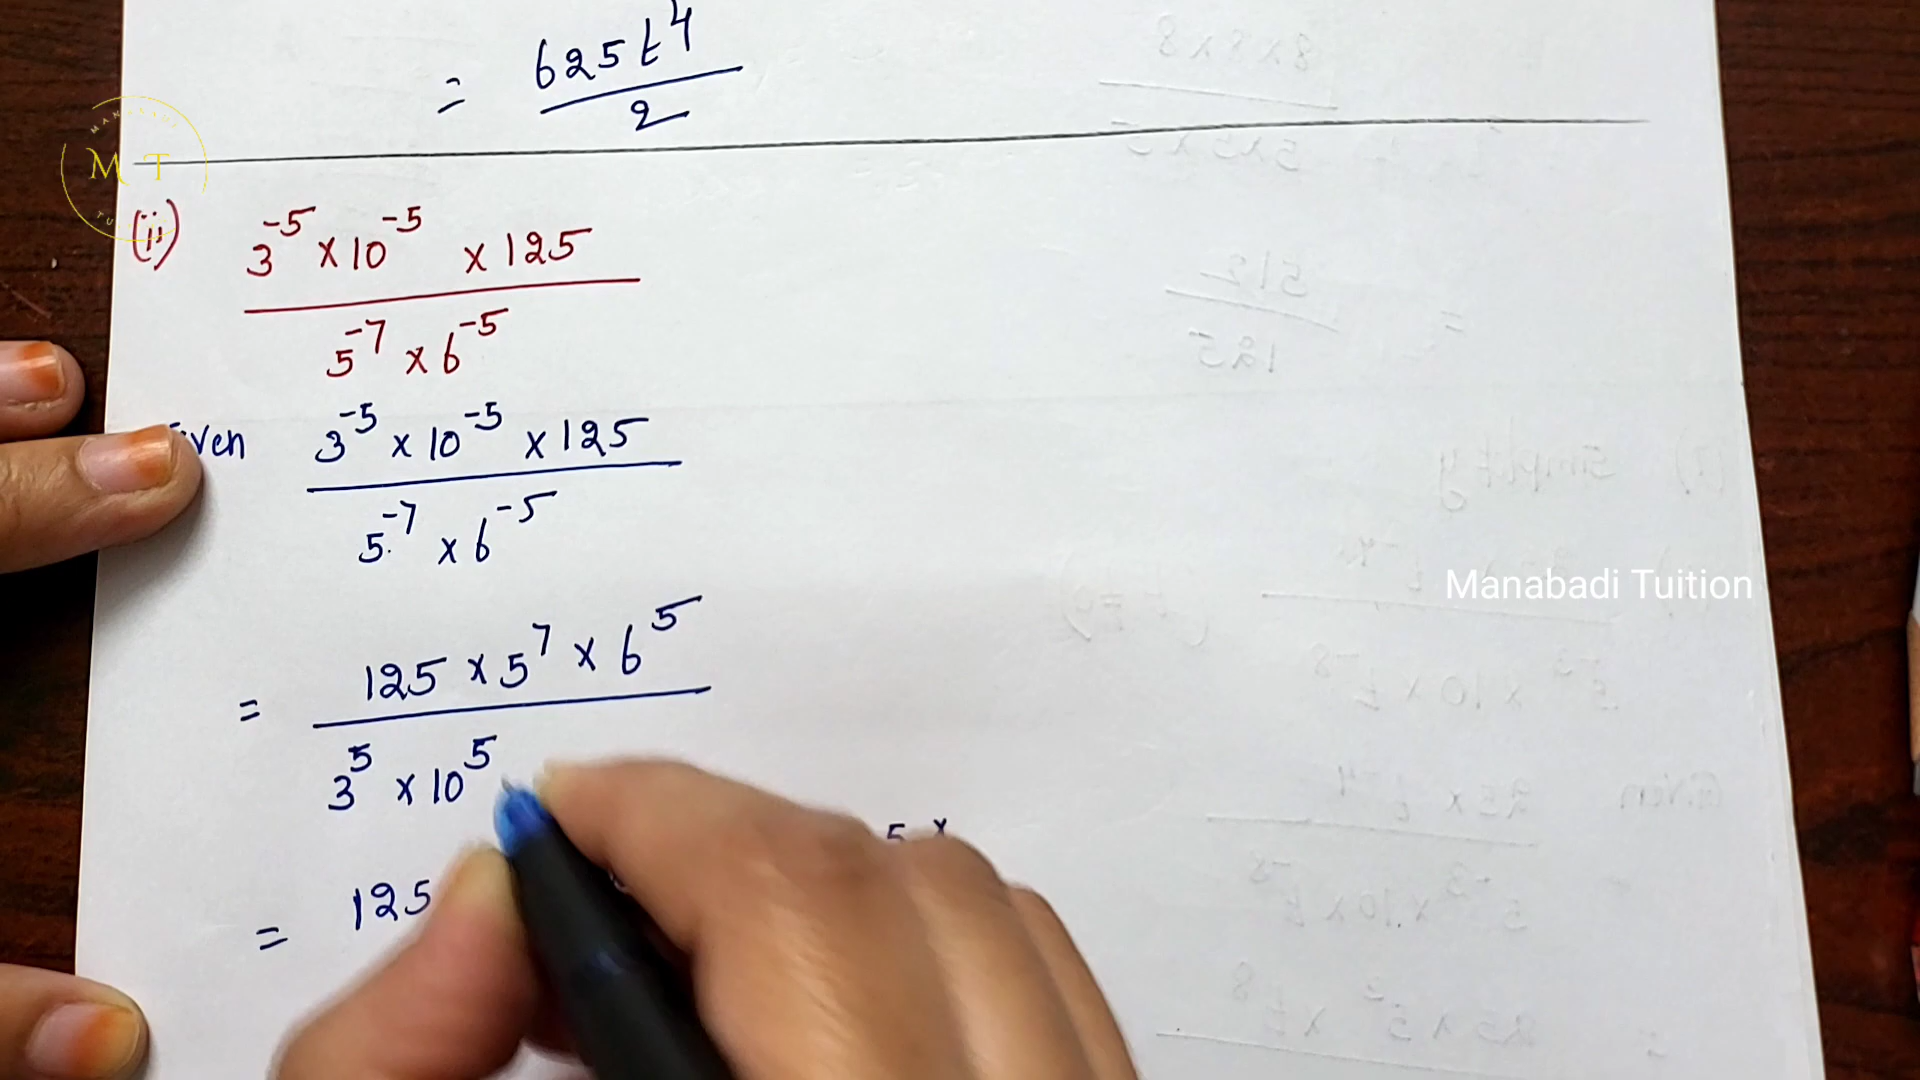 = 625t⁴
2
M T
(ii) 3⁻⁵ × 10⁻⁵ × 125
5⁻⁷ × 6⁻⁵
3⁻⁵ × 10⁻⁵ × 125
5⁻⁷ × 6⁻⁵
Manabadi Tuition
= 125 × 5⁷ × 6⁵
3⁵ × 10⁵
= 125